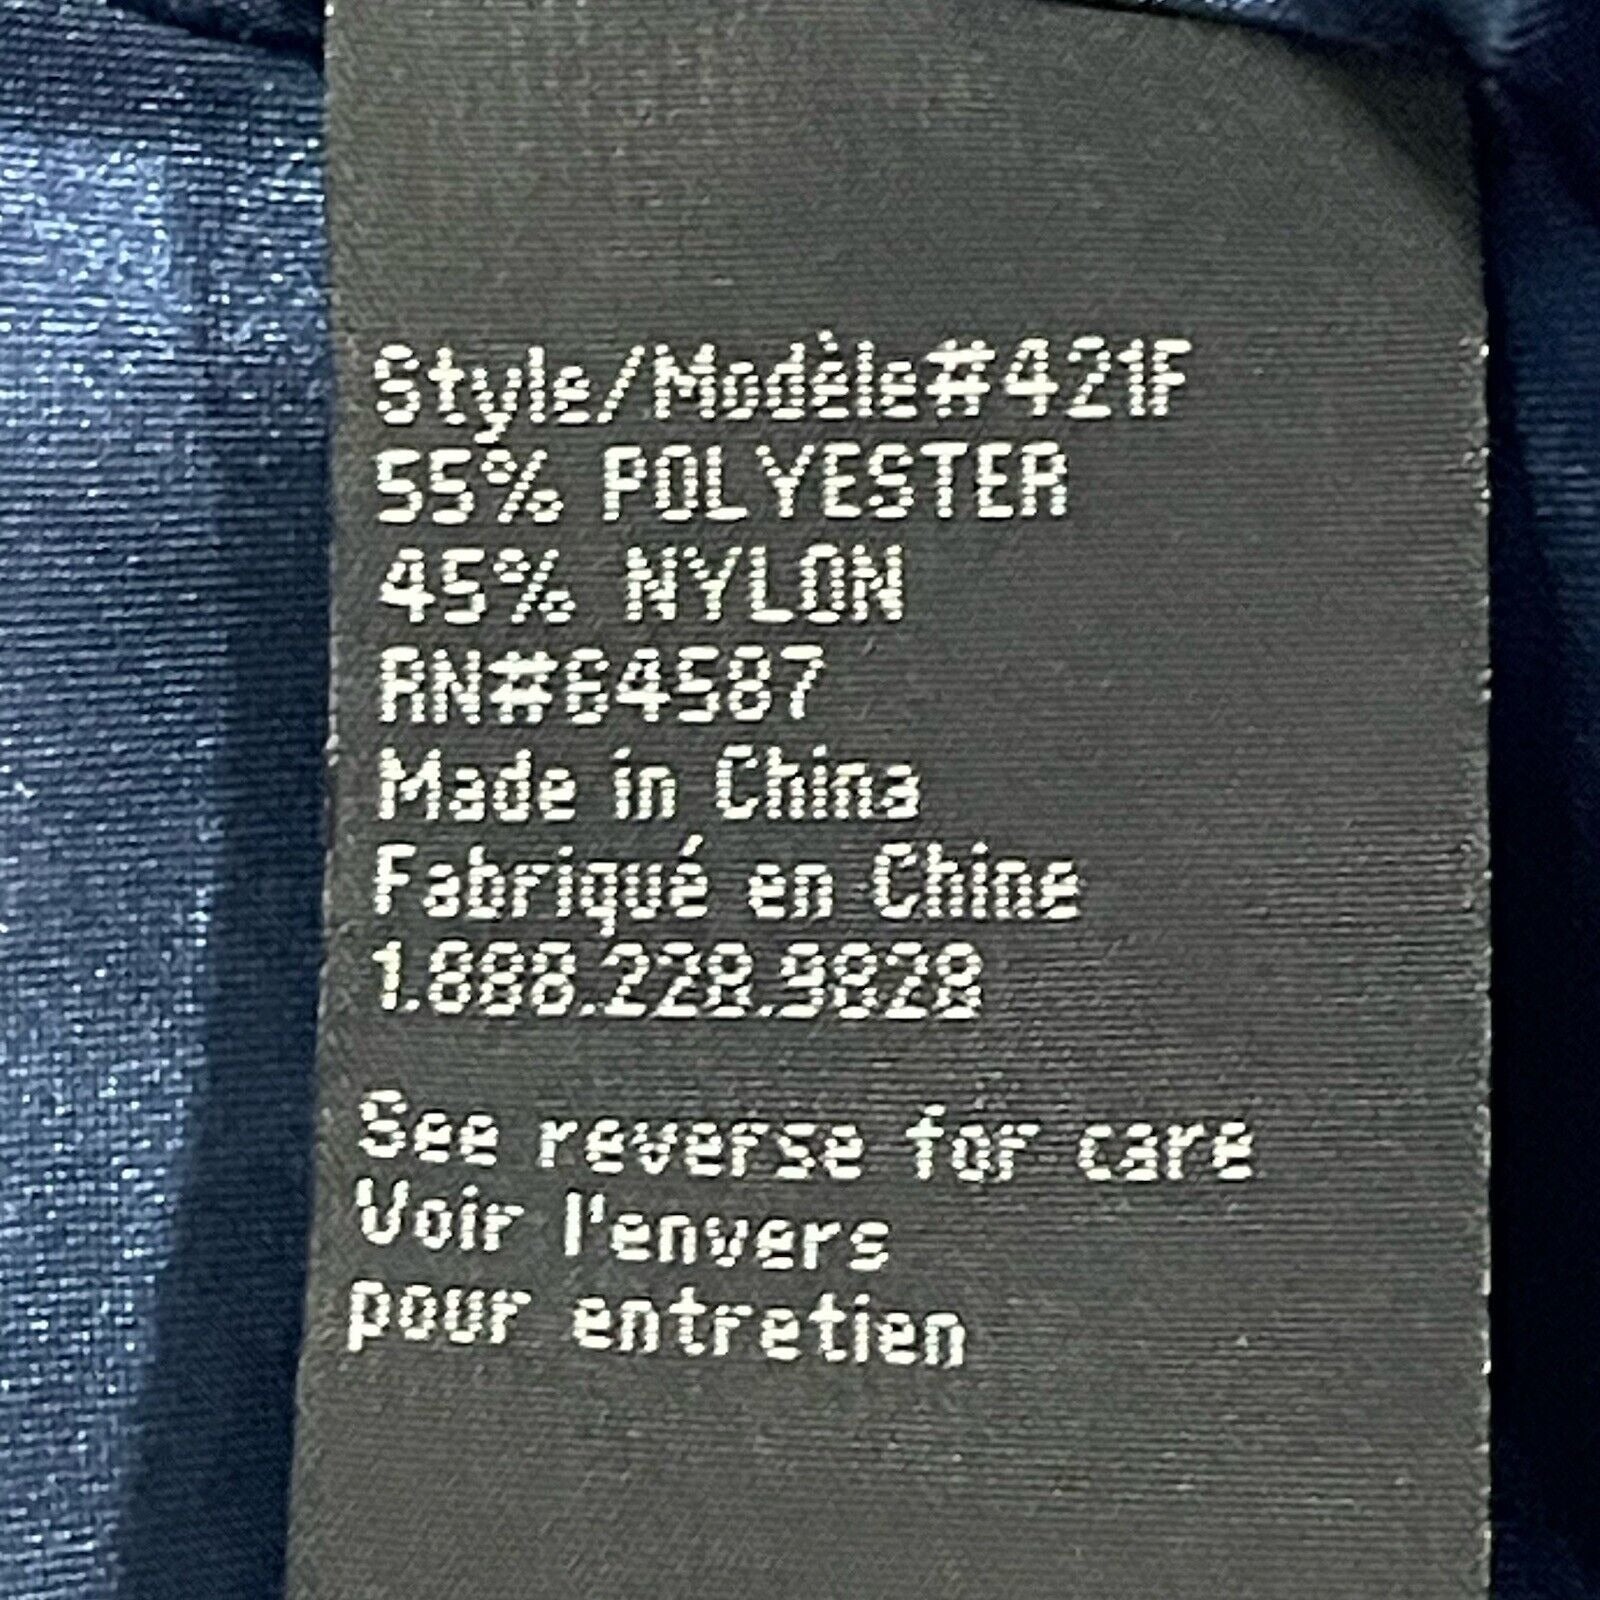 Style/Modèle#421F
55% POLYESTER
45% NYLON
RN#64587
Made in China
Fabriqué en Chine
1.888.228.9828
See reverse for care
Voir l'envers
pour entretien